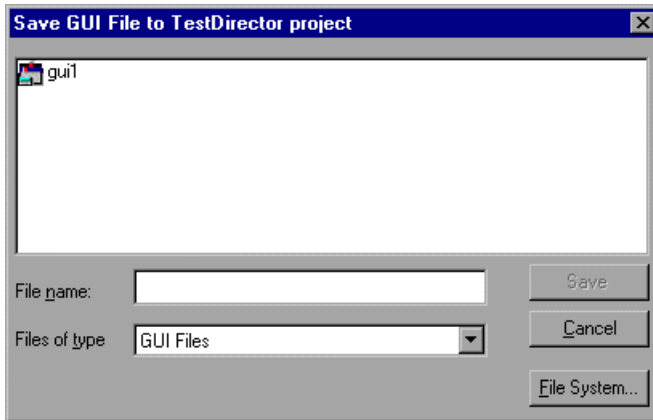 Save GUI File to TestDirector project
gui1
File name:
Save
Files of type
GUI Files
Cancel
File System...